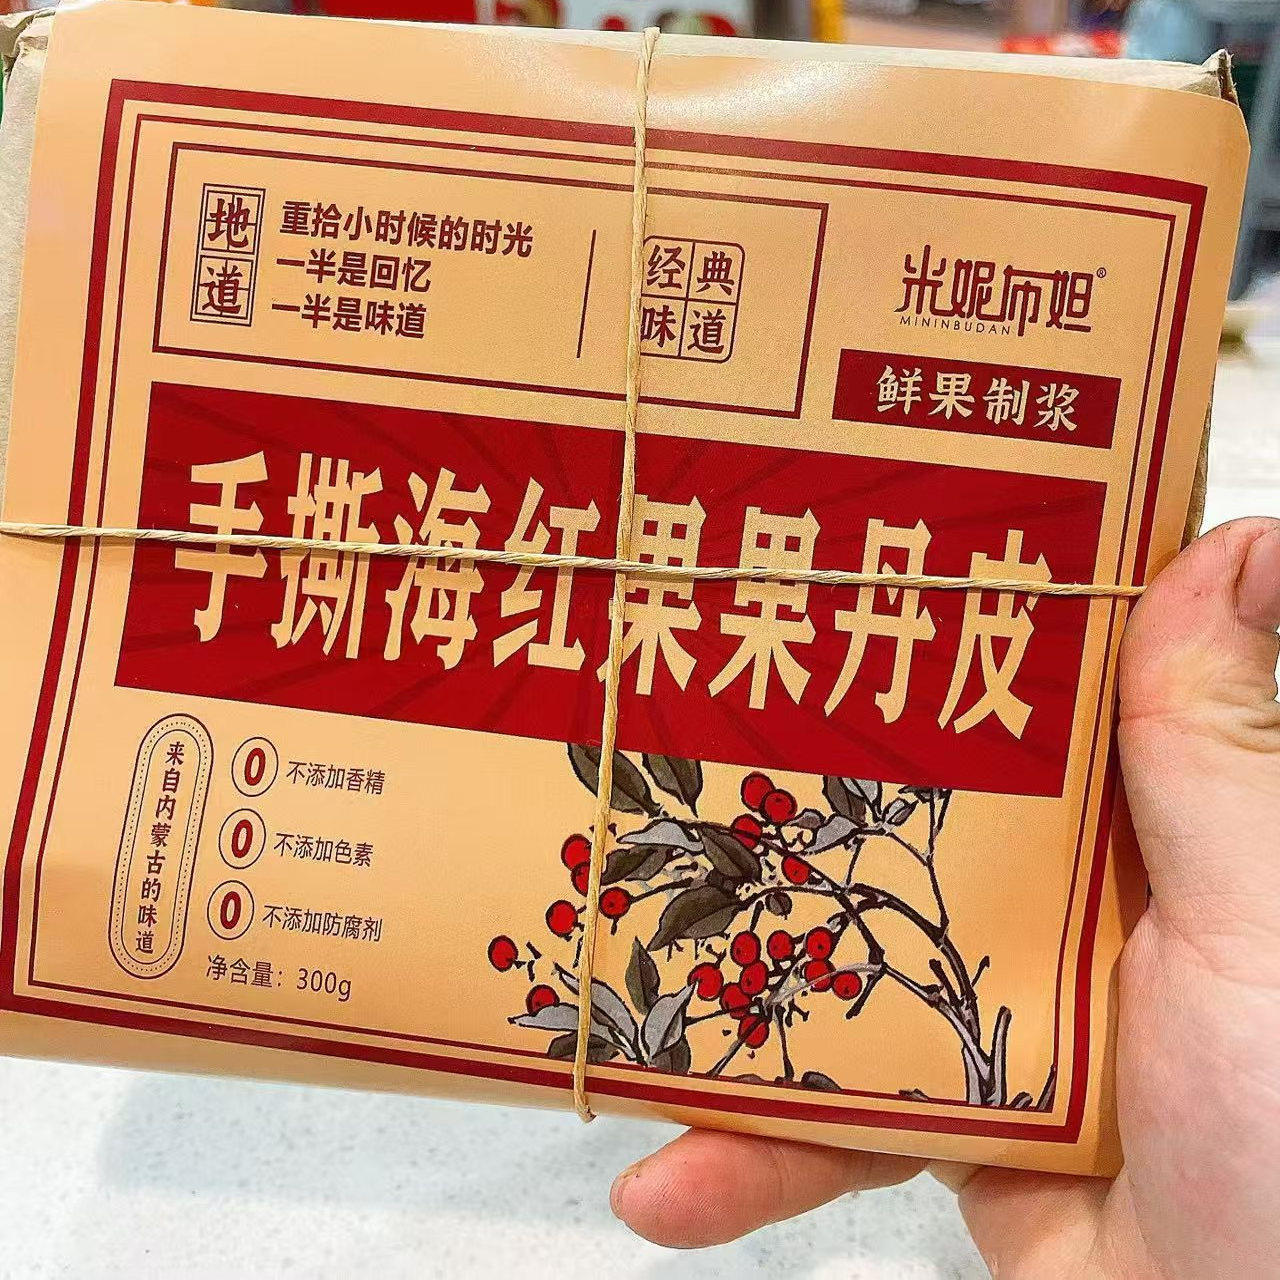 地道
重拾小时候的时光
一半是回忆
一半是味道
经典
味道
米妮布妲®
MININBUDAN
鲜果制浆
手撕海红果果丹皮
来自内蒙古的味道
0 不添加香精
0 不添加色素
0 不添加防腐剂
净含量：300g